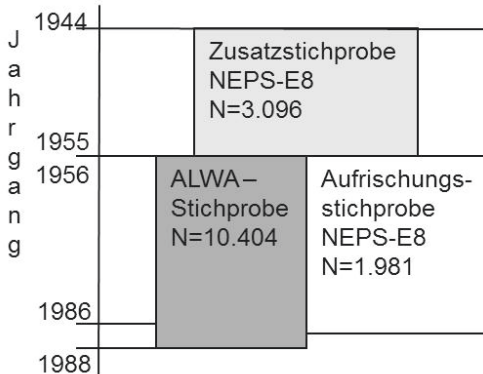 Jahrgang
1944
1955
1956
1986
1988
Zusatzstichprobe
NEPS-E8
N=3.096
ALWA–
Stichprobe
N=10.404
Aufrischungs-
stichprobe
NEPS-E8
N=1.981